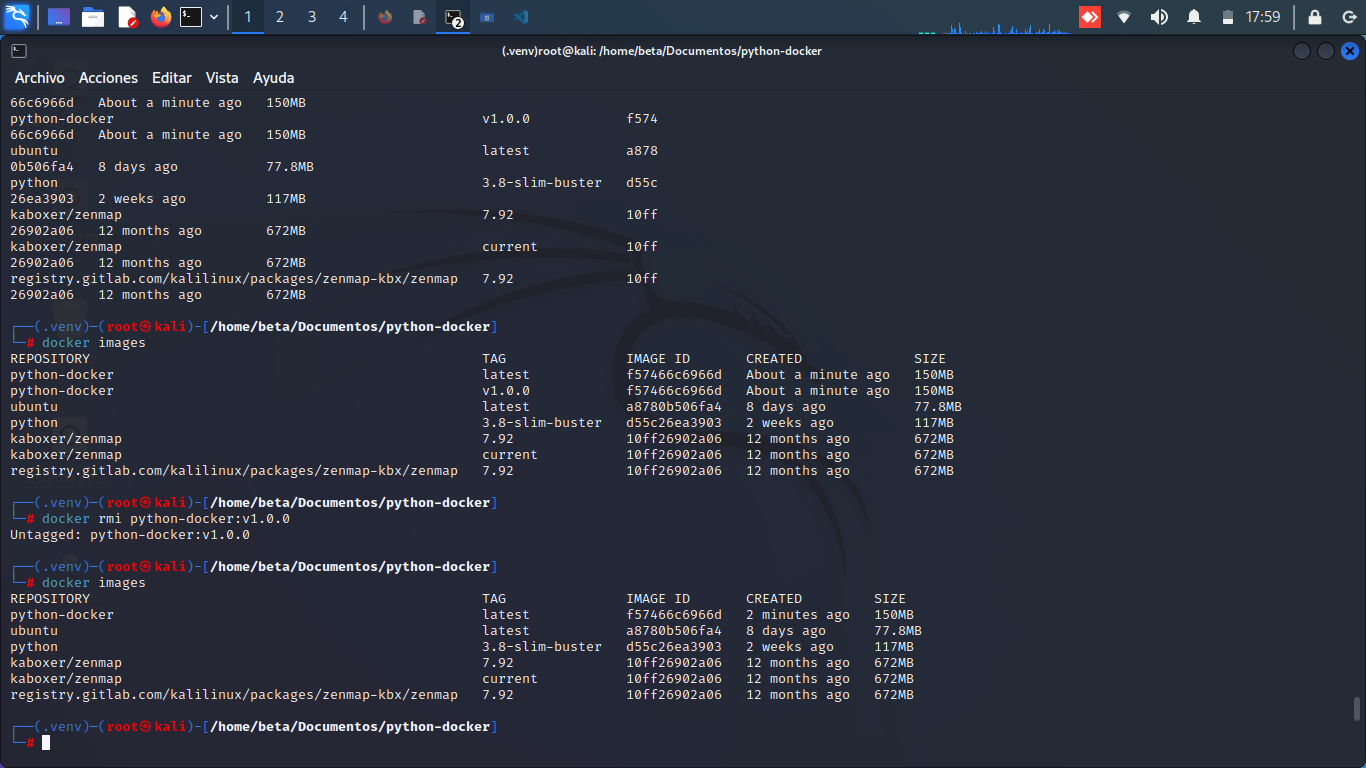 1 2 3 4 2 17:59
(.venv)root@kali: /home/beta/Documentos/python-docker
Archivo Acciones Editar Vista Ayuda
66c6966d   About a minute ago   150MB
python-docker                                              v1.0.0            f574
66c6966d   About a minute ago   150MB
ubuntu                                                     latest            a878
0b506fa4   8 days ago           77.8MB
python                                                     3.8-slim-buster   d55c
26ea3903   2 weeks ago          117MB
kaboxer/zenmap                                             7.92              10ff
26902a06   12 months ago        672MB
kaboxer/zenmap                                             current           10ff
26902a06   12 months ago        672MB
registry.gitlab.com/kalilinux/packages/zenmap-kbx/zenmap   7.92              10ff
26902a06   12 months ago        672MB
┌──(.venv)─(root㉿kali)-[/home/beta/Documentos/python-docker]
└─# docker images
REPOSITORY                                                 TAG               IMAGE ID       CREATED              SIZE
python-docker                                              latest            f57466c6966d   About a minute ago   150MB
python-docker                                              v1.0.0            f57466c6966d   About a minute ago   150MB
ubuntu                                                     latest            a8780b506fa4   8 days ago           77.8MB
python                                                     3.8-slim-buster   d55c26ea3903   2 weeks ago          117MB
kaboxer/zenmap                                             7.92              10ff26902a06   12 months ago        672MB
kaboxer/zenmap                                             current           10ff26902a06   12 months ago        672MB
registry.gitlab.com/kalilinux/packages/zenmap-kbx/zenmap   7.92              10ff26902a06   12 months ago        672MB
┌──(.venv)─(root㉿kali)-[/home/beta/Documentos/python-docker]
└─# docker rmi python-docker:v1.0.0
Untagged: python-docker:v1.0.0
┌──(.venv)─(root㉿kali)-[/home/beta/Documentos/python-docker]
└─# docker images
REPOSITORY                                                 TAG               IMAGE ID       CREATED         SIZE
python-docker                                              latest            f57466c6966d   2 minutes ago   150MB
ubuntu                                                     latest            a8780b506fa4   8 days ago      77.8MB
python                                                     3.8-slim-buster   d55c26ea3903   2 weeks ago     117MB
kaboxer/zenmap                                             7.92              10ff26902a06   12 months ago   672MB
kaboxer/zenmap                                             current           10ff26902a06   12 months ago   672MB
registry.gitlab.com/kalilinux/packages/zenmap-kbx/zenmap   7.92              10ff26902a06   12 months ago   672MB
┌──(.venv)─(root㉿kali)-[/home/beta/Documentos/python-docker]
└─#